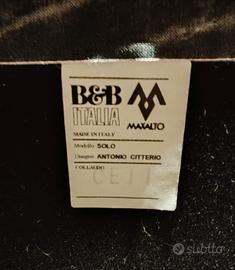 B&B
ITALIA
MAXALTO
MADE IN ITALY
Modello SOLO
Disegno ANTONIO CITTERIO
COLLAUDO
subito